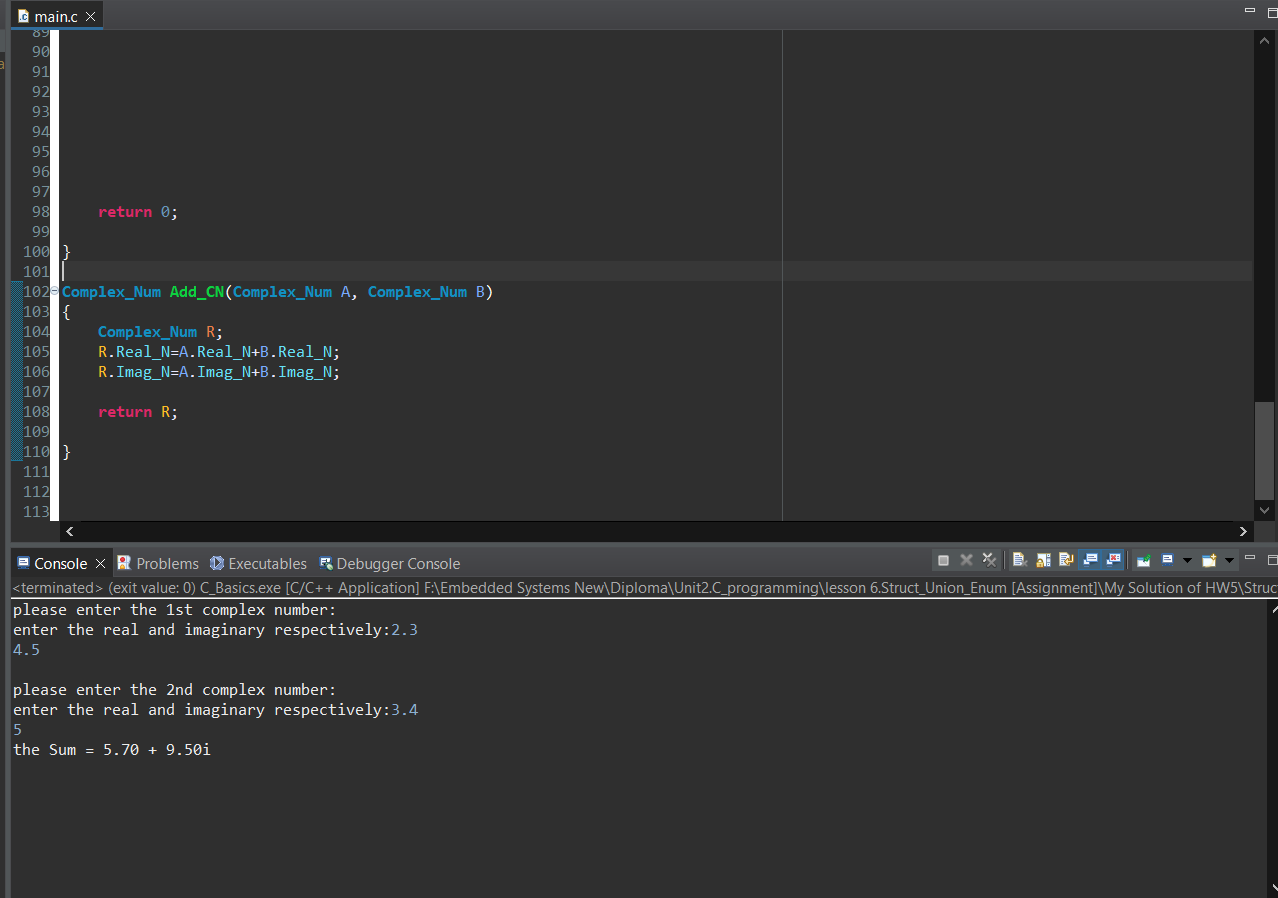 main.c
89
90
91
92
93
94
95
96
97
98 return 0;
99
100 }
101
102 Complex_Num Add_CN(Complex_Num A, Complex_Num B)
103 {
104 Complex_Num R;
105 R.Real_N=A.Real_N+B.Real_N;
106 R.Imag_N=A.Imag_N+B.Imag_N;
107
108 return R;
109
110 }
111
112
113
Console Problems Executables Debugger Console
<terminated> (exit value: 0) C_Basics.exe [C/C++ Application] F:\Embedded Systems New\Diploma\Unit2.C_programming\lesson 6.Struct_Union_Enum [Assignment]\My Solution of HW5\Struc
please enter the 1st complex number:
enter the real and imaginary respectively:2.3
4.5
please enter the 2nd complex number:
enter the real and imaginary respectively:3.4
5
the Sum = 5.70 + 9.50i